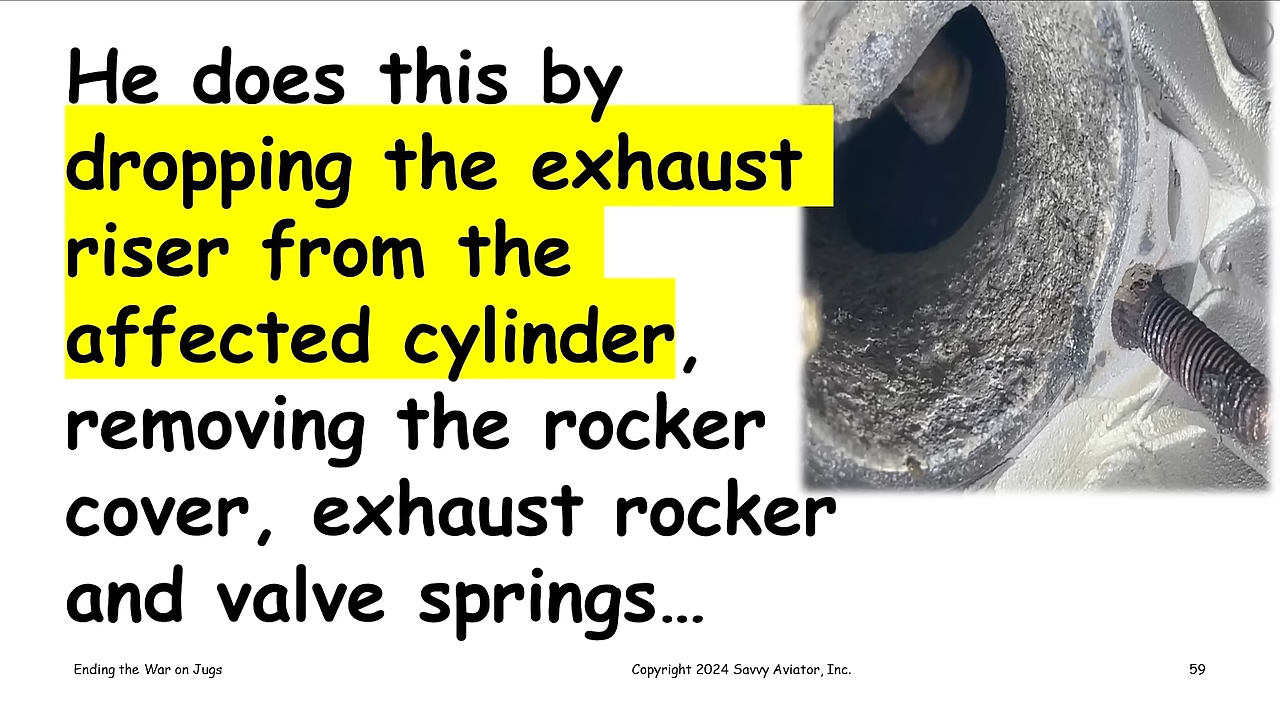 He does this by
dropping the exhaust
riser from the
affected cylinder,
removing the rocker
cover, exhaust rocker
and valve springs…
Ending the War on Jugs
Copyright 2024 Savvy Aviator, Inc.
59